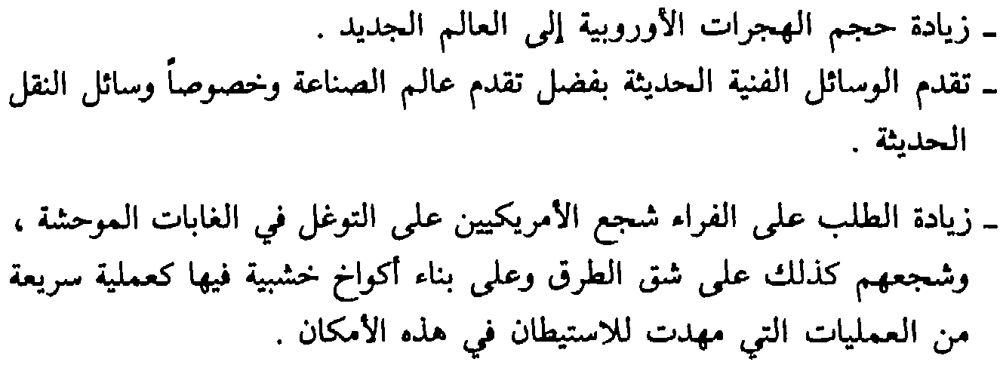 - زيادة حجم الهجرات الأوروبية إلى العالم الجديد .
- تقدم الوسائل الفنية الحديثة بفضل تقدم عالم الصناعة وخصوصاً وسائل النقل
الحديثة .
- زيادة الطلب على الفراء شجع الأمريكيين على التوغل في الغابات الموحشة ،
وشجعهم كذلك على شق الطرق وعلى بناء أكواخ خشبية فيها كعملية سريعة
من العمليات التي مهدت للاستيطان في هذه الأمكان .